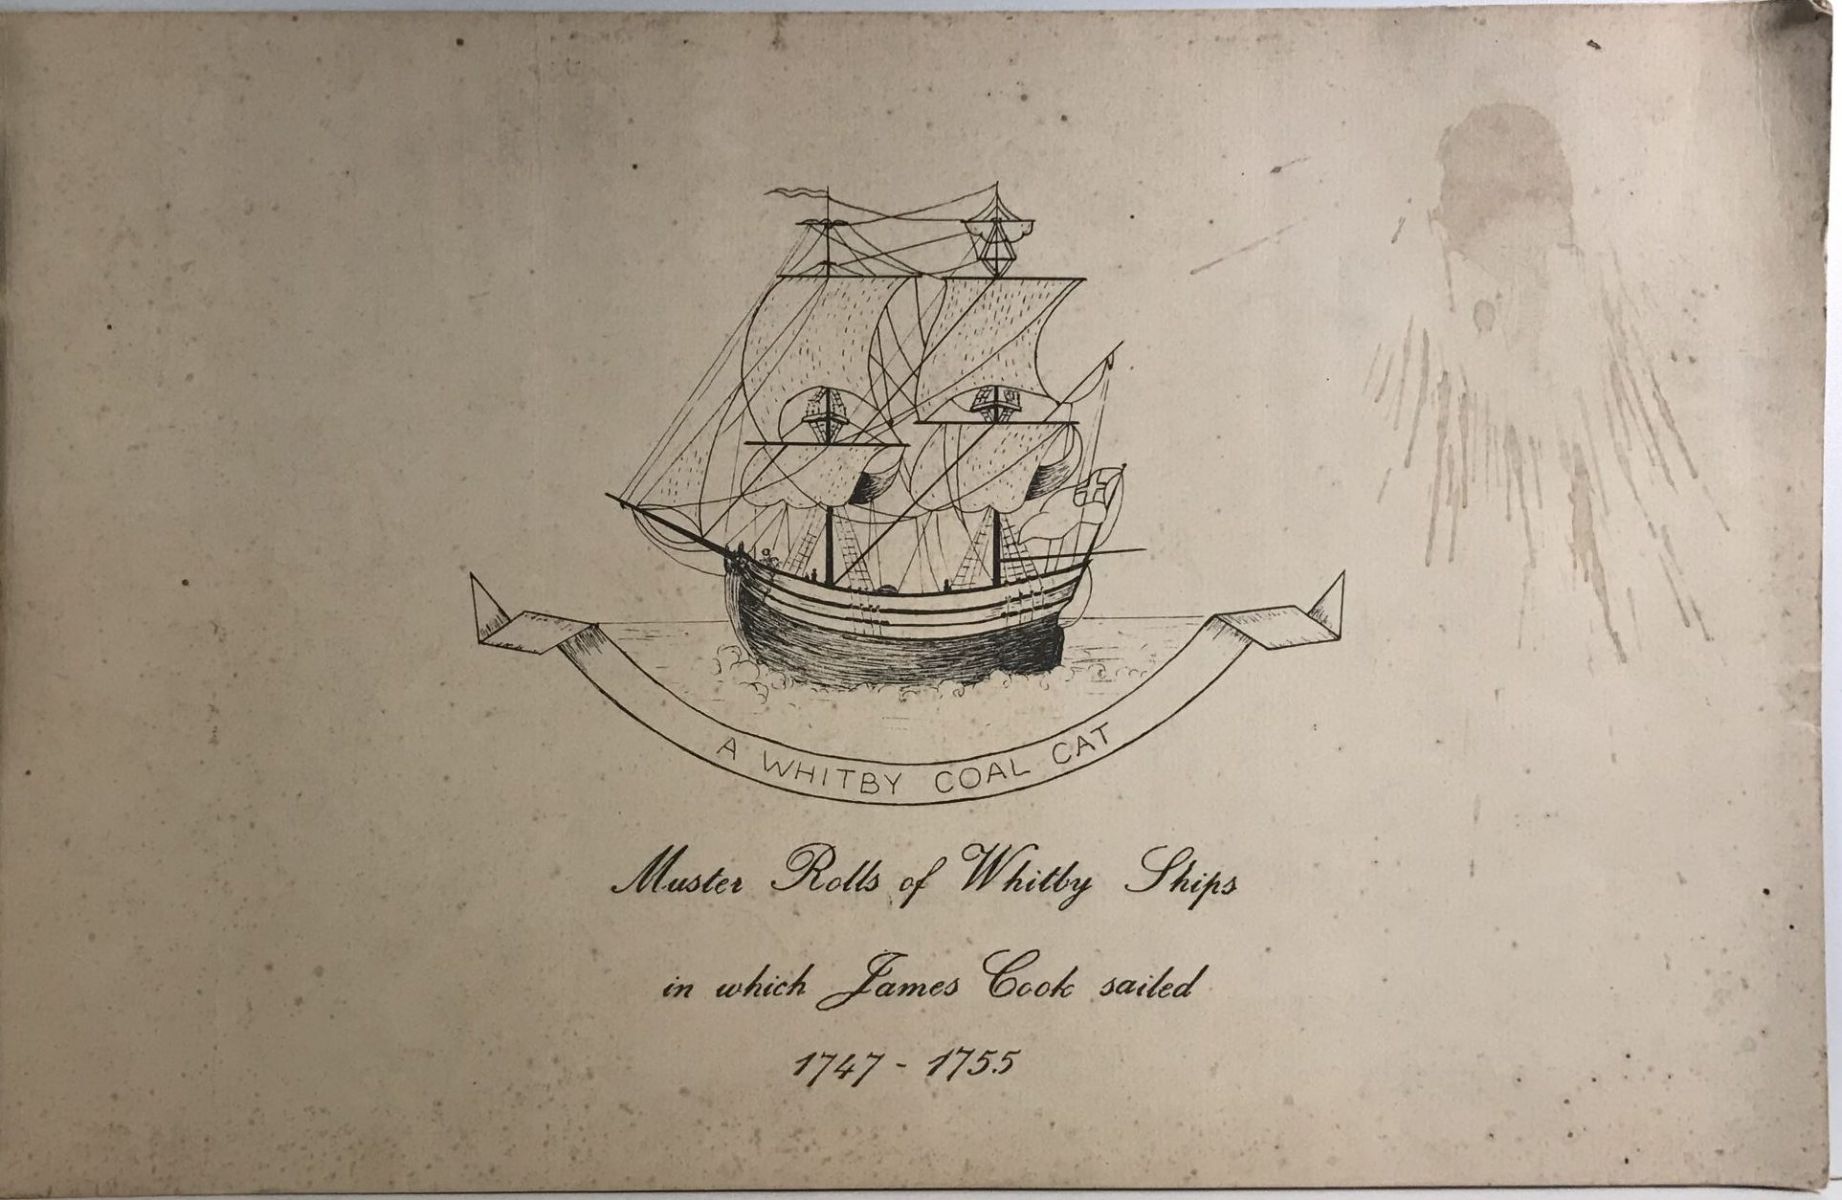 A WHITBY COAL CAT
Muster Rolls of Whitby Ships
in which James Cook sailed
1747 - 1755